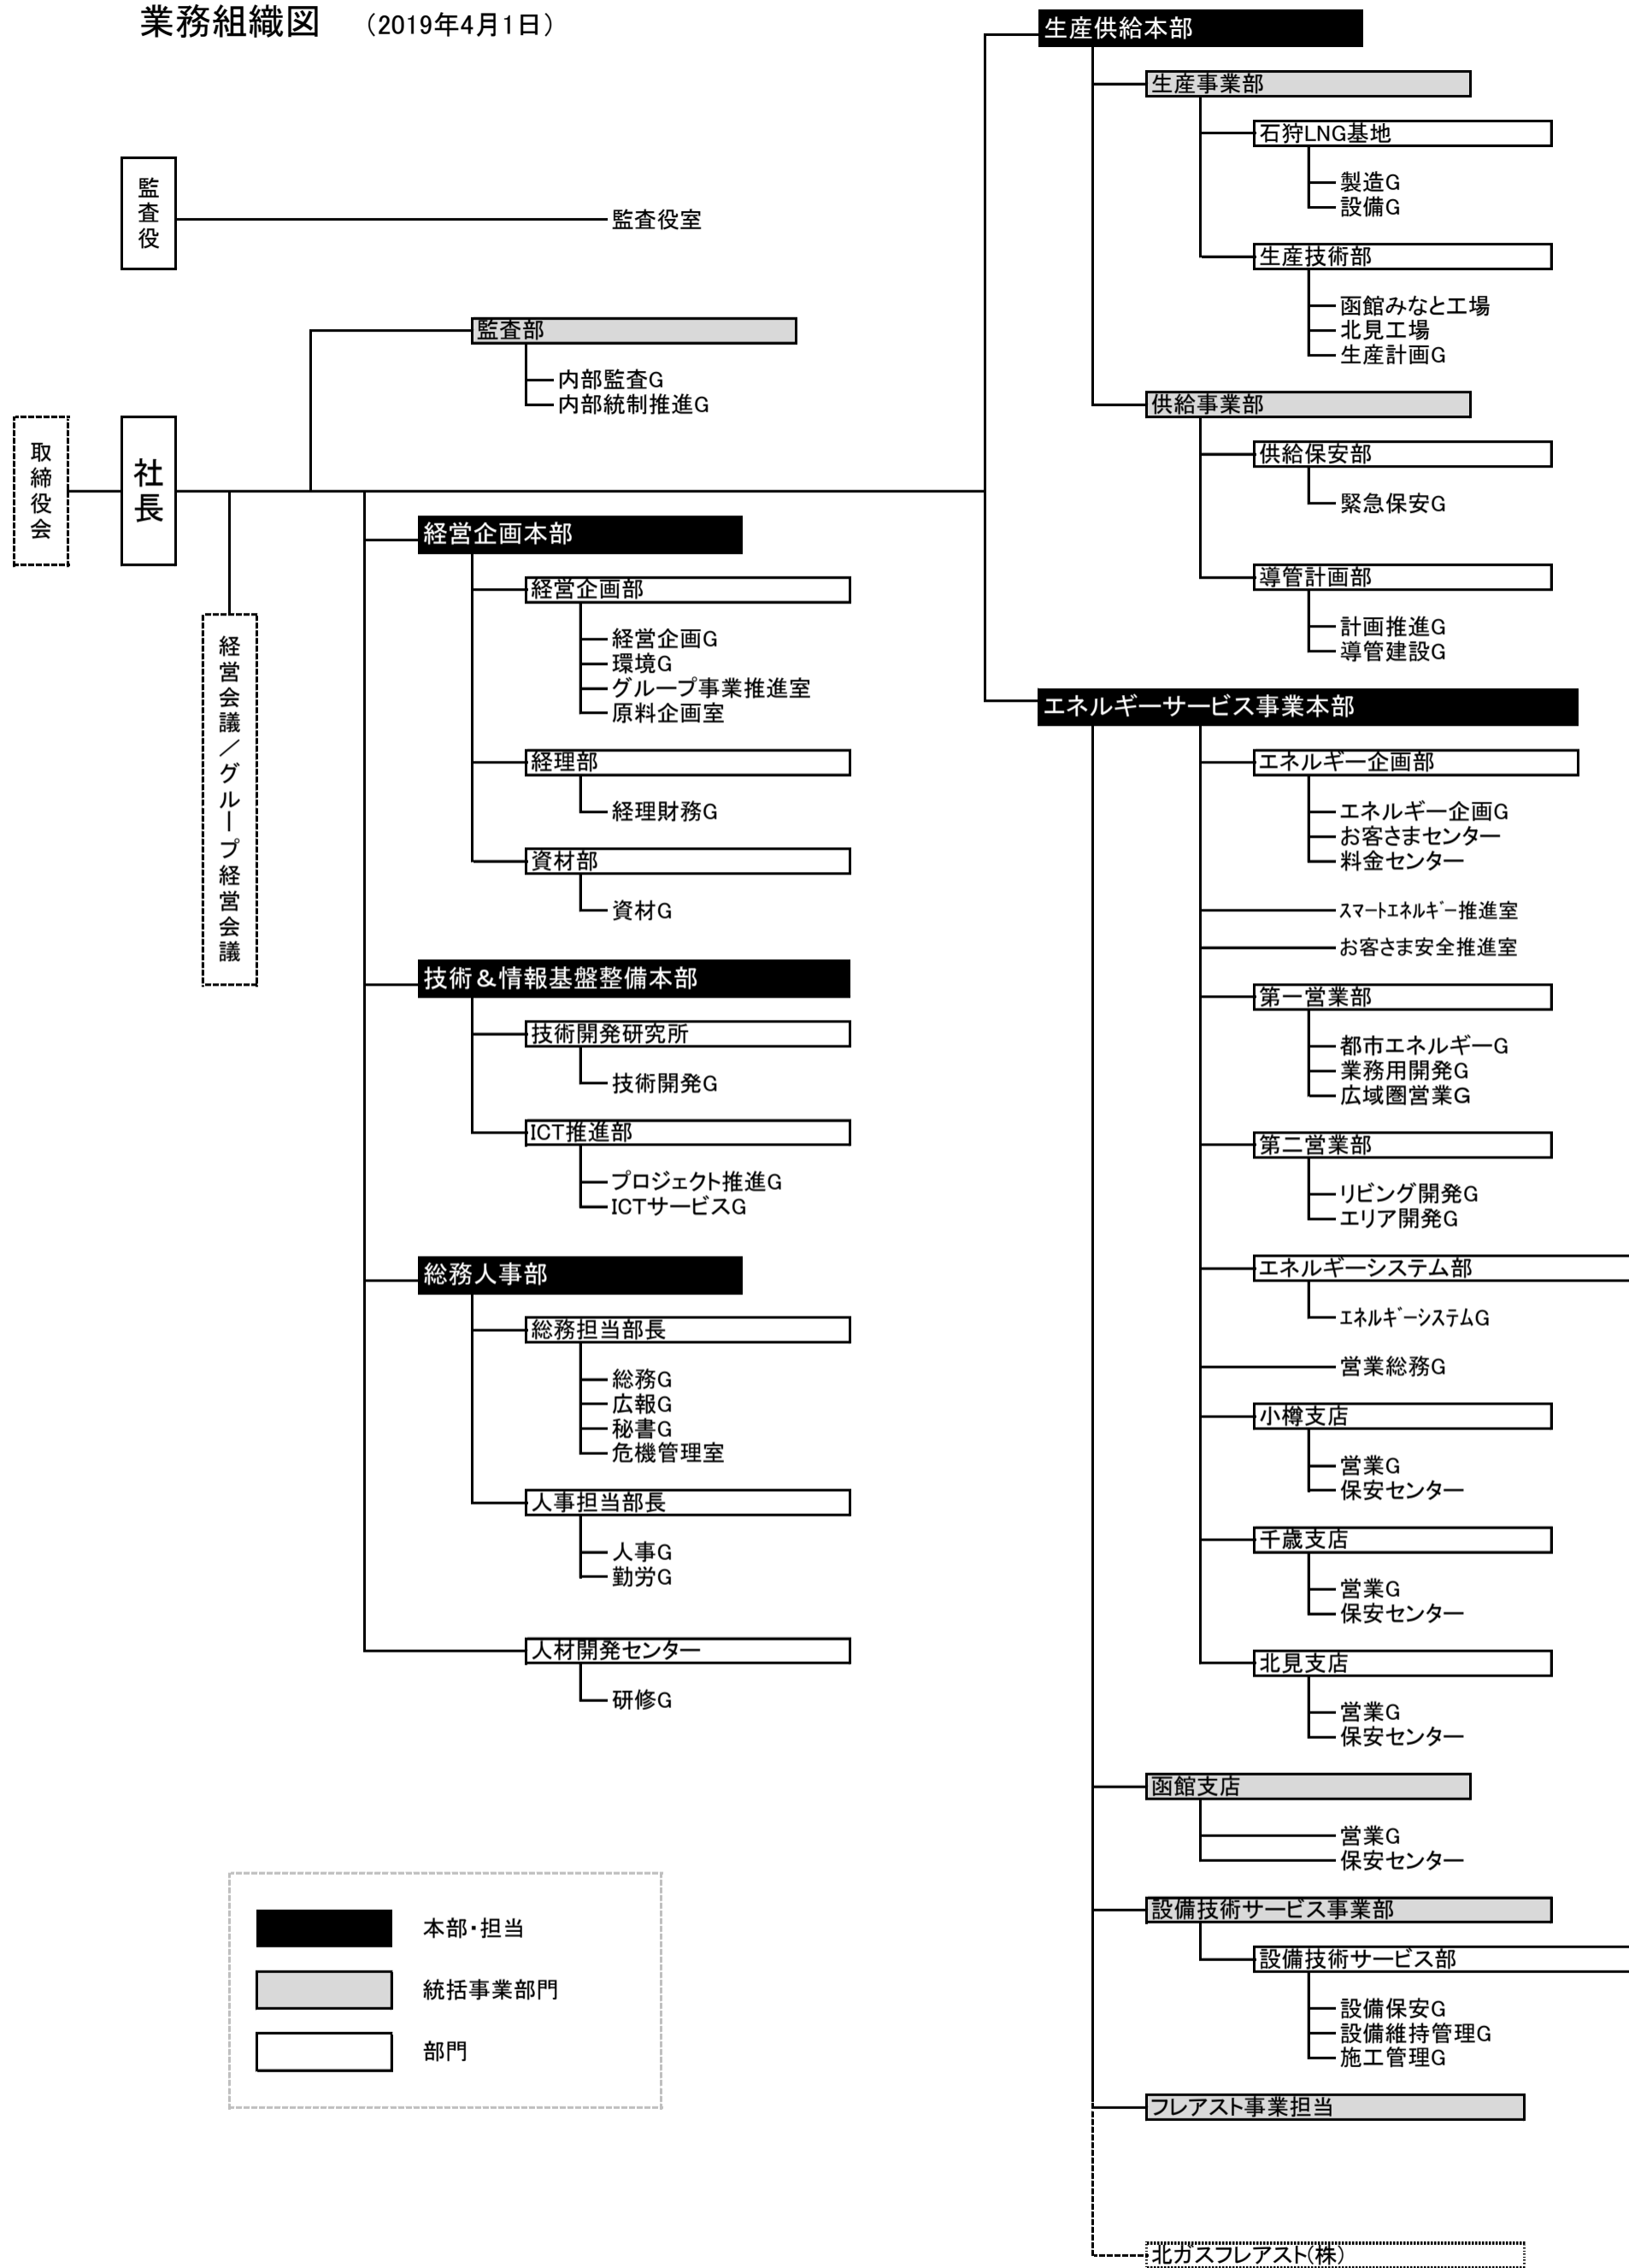 業務組織図 （2019年4月1日）
監査役
監査役室
監査部
内部監査G
内部統制推進G
取締役会
社長
経営会議／グループ経営会議
経営企画本部
経営企画部
経営企画G
環境G
グループ事業推進室
原料企画室
経理部
経理財務G
資材部
資材G
技術＆情報基盤整備本部
技術開発研究所
技術開発G
ICT推進部
プロジェクト推進G
ICTサービスG
総務人事部
総務担当部長
総務G
広報G
秘書G
危機管理室
人事担当部長
人事G
勤労G
人材開発センター
研修G
生産供給本部
生産事業部
石狩LNG基地
製造G
設備G
生産技術部
函館みなと工場
北見工場
生産計画G
供給事業部
供給保安部
緊急保安G
導管計画部
計画推進G
導管建設G
エネルギーサービス事業本部
エネルギー企画部
エネルギー企画G
お客さまセンター
料金センター
ｽﾏｰﾄｴﾈﾙｷﾞｰ推進室
お客さま安全推進室
第一営業部
都市エネルギーG
業務用開発G
広域圏営業G
第二営業部
リビング開発G
エリア開発G
エネルギーシステム部
ｴﾈﾙｷﾞｰｼｽﾃﾑG
営業総務G
小樽支店
営業G
保安センター
千歳支店
営業G
保安センター
北見支店
営業G
保安センター
函館支店
営業G
保安センター
設備技術サービス事業部
設備技術サービス部
設備保安G
設備維持管理G
施工管理G
フレアスト事業担当
北ガスフレアスト(株)
本部・担当
統括事業部門
部門